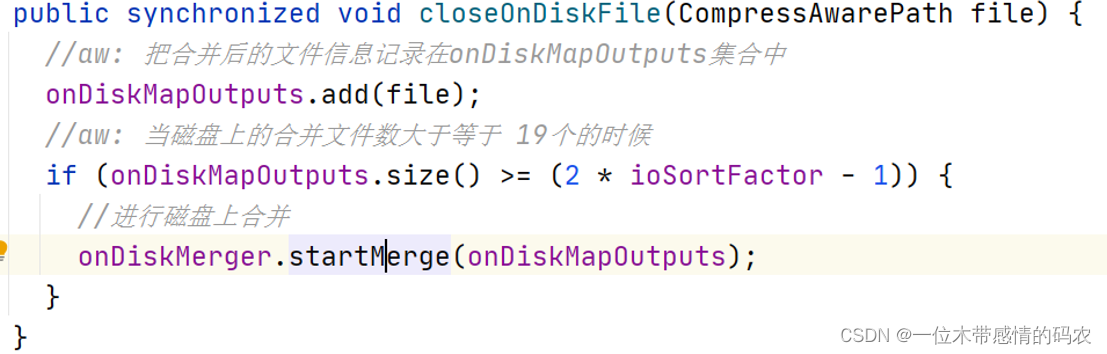 public synchronized void closeOnDiskFile(CompressAwarePath file) {
//aw: 把合并后的文件信息记录在onDiskMapOutputs集合中
onDiskMapOutputs.add(file);
//aw: 当磁盘上的合并文件数大于等于 19个的时候
if (onDiskMapOutputs.size() >= (2 * ioSortFactor - 1)) {
//进行磁盘上合并
onDiskMerger.startMerge(onDiskMapOutputs);
}
}
CSDN @一位木带感情的码农